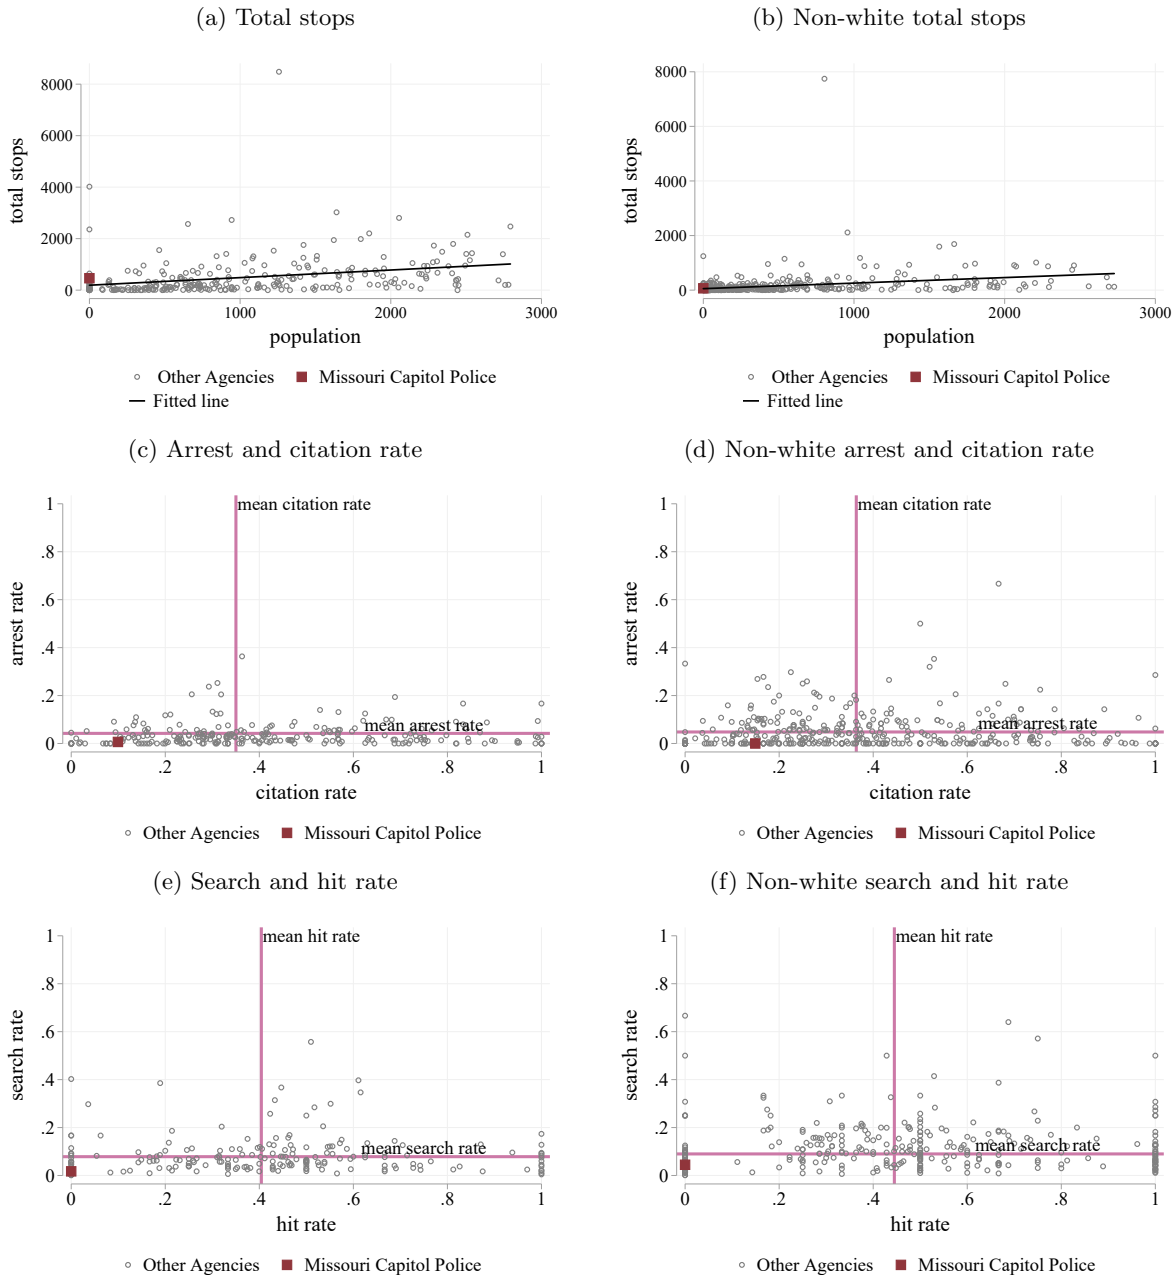 (a) Total stops
(b) Non-white total stops
total stops
8000
6000
4000
2000
0
0 1000 2000 3000
population
Other Agencies Missouri Capitol Police
Fitted line
total stops
8000
6000
4000
2000
0
0 1000 2000 3000
population
Other Agencies Missouri Capitol Police
Fitted line
(c) Arrest and citation rate
(d) Non-white arrest and citation rate
arrest rate
1
.8
.6
.4
.2
0
mean citation rate
mean arrest rate
0 .2 .4 .6 .8 1
citation rate
Other Agencies Missouri Capitol Police
arrest rate
1
.8
.6
.4
.2
0
mean citation rate
mean arrest rate
0 .2 .4 .6 .8 1
citation rate
Other Agencies Missouri Capitol Police
(e) Search and hit rate
(f) Non-white search and hit rate
search rate
1
.8
.6
.4
.2
0
mean hit rate
mean search rate
0 .2 .4 .6 .8 1
hit rate
Other Agencies Missouri Capitol Police
search rate
1
.8
.6
.4
.2
0
mean hit rate
mean search rate
0 .2 .4 .6 .8 1
hit rate
Other Agencies Missouri Capitol Police